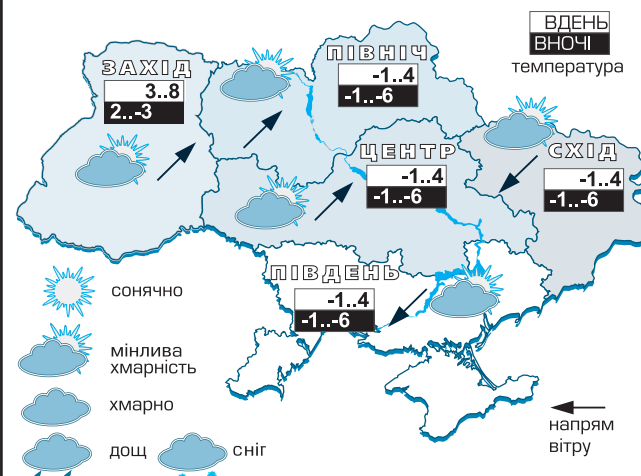 ВДЕНЬ
ВНОЧІ
температура
ЗАХІД
3..8
2..-3
ПІВНІЧ
-1..4
-1..-6
ЦЕНТР
-1..4
-1..-6
СХІД
-1..4
-1..-6
ПІВДЕНЬ
-1..4
-1..-6
сонячно
мінлива
хмарність
хмарно
дощ
сніг
напрям
вітру